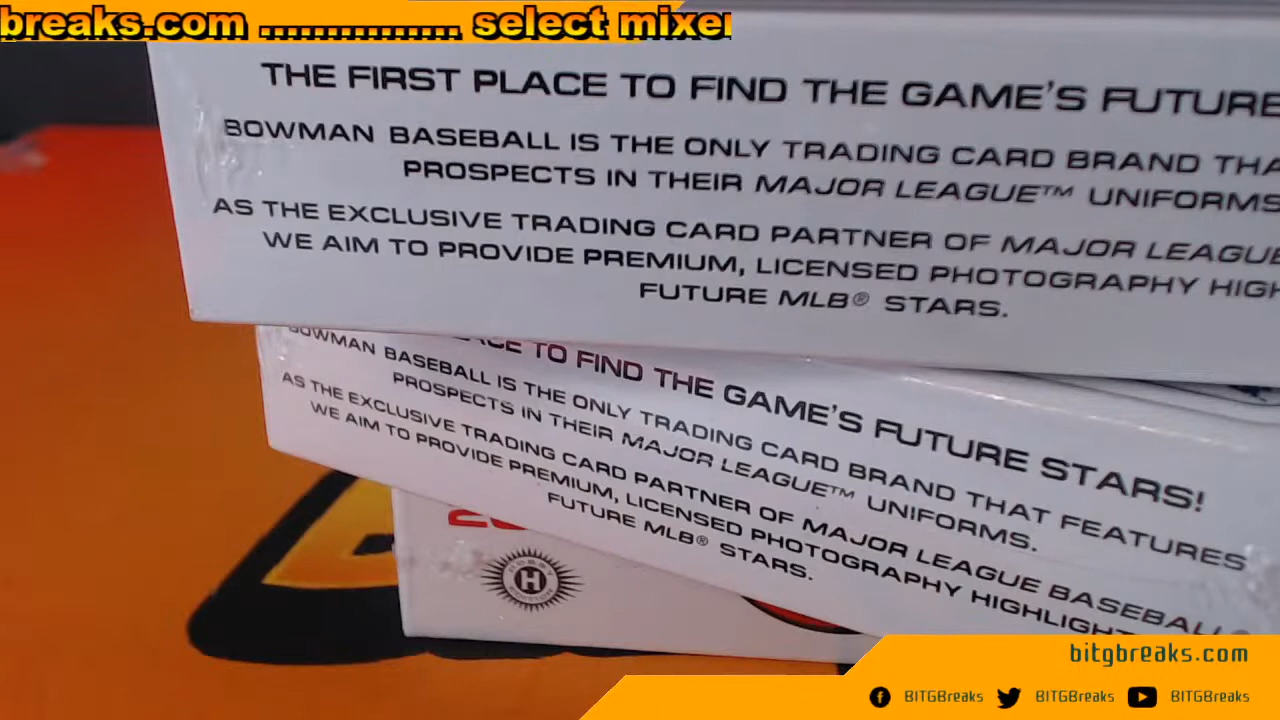 breaks.com ............... select mixe
THE FIRST PLACE TO FIND THE GAME'S FUTURE
BOWMAN BASEBALL IS THE ONLY TRADING CARD BRAND THA
PROSPECTS IN THEIR MAJOR LEAGUE™ UNIFORMS
AS THE EXCLUSIVE TRADING CARD PARTNER OF MAJOR LEAGUE
WE AIM TO PROVIDE PREMIUM, LICENSED PHOTOGRAPHY HIGH
FUTURE MLB® STARS.
PLACE TO FIND THE GAME'S FUTURE STARS!
BOWMAN BASEBALL IS THE ONLY TRADING CARD BRAND THAT FEATURES
PROSPECTS IN THEIR MAJOR LEAGUE™ UNIFORMS.
AS THE EXCLUSIVE TRADING CARD PARTNER OF MAJOR LEAGUE BASEBALL
WE AIM TO PROVIDE PREMIUM, LICENSED PHOTOGRAPHY HIGHLIGHT
FUTURE MLB® STARS.
HOBBY
H
bitgbreaks.com
BITGBreaks BITGBreaks BITGBreaks